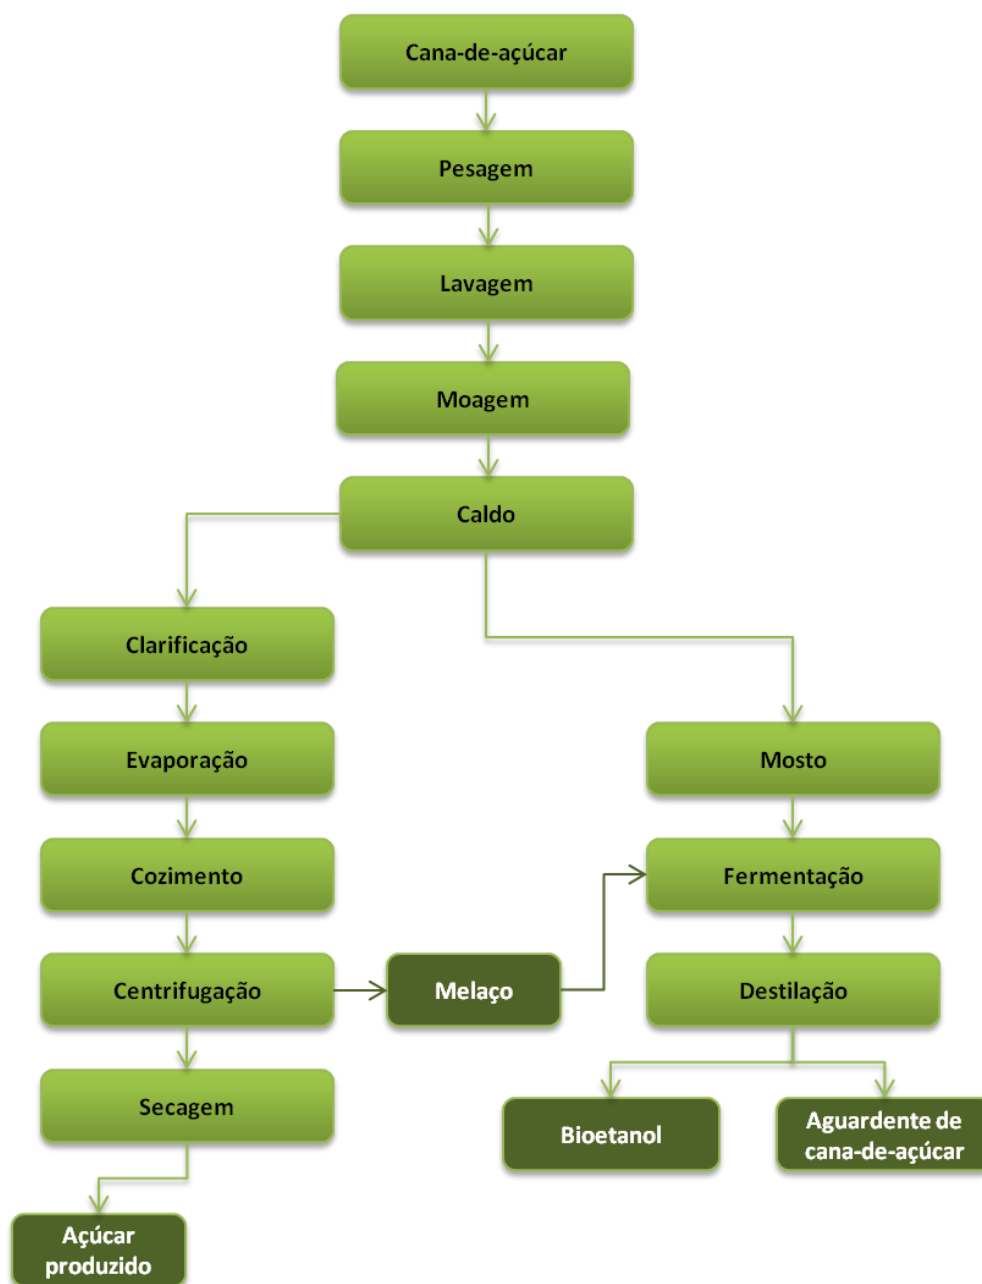 Cana-de-açúcar
Pesagem
Lavagem
Moagem
Caldo
Clarificação
Evaporação
Mosto
Cozimento
Fermentação
Centrifugação
Melaço
Destilação
Secagem
Bioetanol
Aguardente de
cana-de-açúcar
Açúcar
produzido